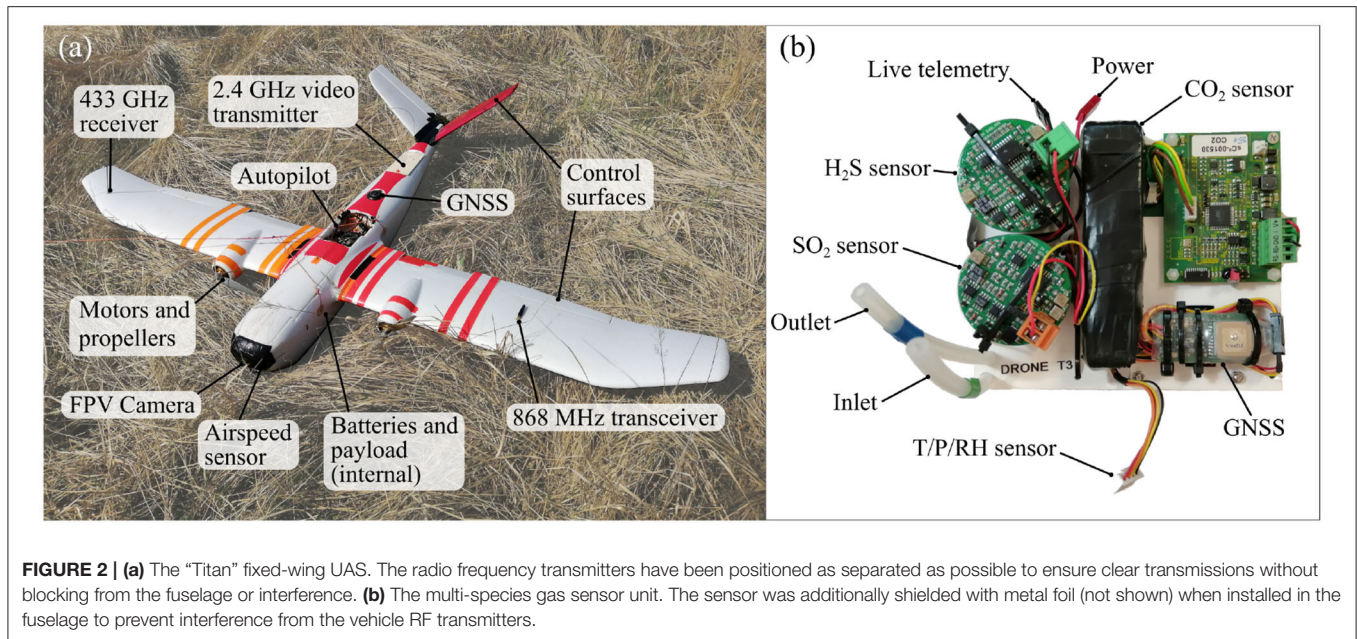 (a)
433 GHz
receiver
2.4 GHz video
transmitter
Autopilot
GNSS
Control
surfaces
Motors and
propellers
FPV Camera
Airspeed
sensor
Batteries and
payload
(internal)
868 MHz transceiver
(b)
Live telemetry
Power
CO₂ sensor
H₂S sensor
SO₂ sensor
Outlet
Inlet
DRONE T3
T/P/RH sensor
GNSS
CO2
FIGURE 2 | (a) The “Titan” fixed-wing UAS. The radio frequency transmitters have been positioned as separated as possible to ensure clear transmissions without
blocking from the fuselage or interference. (b) The multi-species gas sensor unit. The sensor was additionally shielded with metal foil (not shown) when installed in the
fuselage to prevent interference from the vehicle RF transmitters.